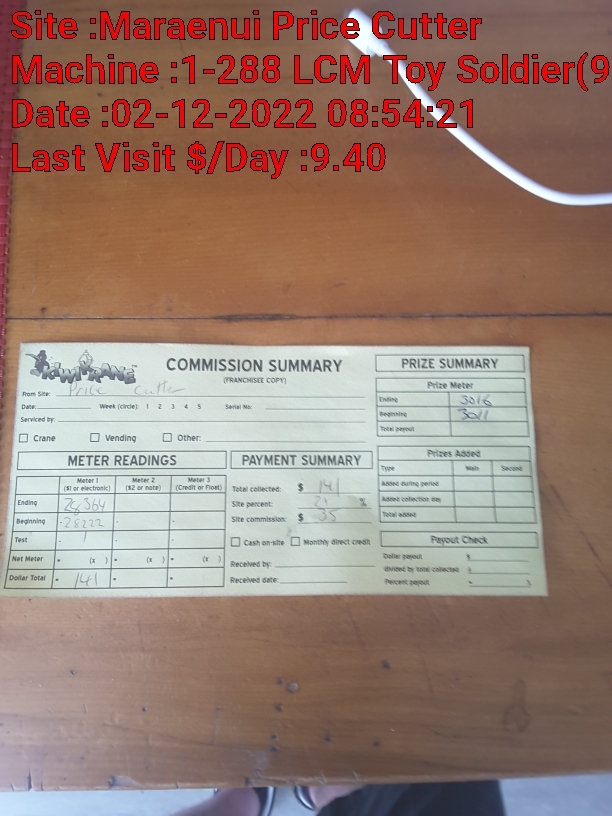 Site :Maraenui Price Cutter
Machine :1-288 LCM Toy Soldier(9
Date :02-12-2022 08:54:21
Last Visit $/Day :9.40
KIWIKRANE
COMMISSION SUMMARY
(FRANCHISEE COPY)
From Site: Price Cutter
Date: Week (circle): 1 2 3 4 5 Serial No:
Serviced by:
Crane Vending Other:
METER READINGS
Meter 1 ($1 or electronic) Meter 2 ($2 or note) Meter 3 (Credit or Float)
Ending 28364
Beginning - 28222 - -
Test - 1 - -
Net Meter = (x ) = (x ) = (x )
Dollar Total = 141 = =
PAYMENT SUMMARY
Total collected: $ 141
Site percent: %
Site commission: $ 35
Cash on-site Monthly direct credit
Received by:
Received date:
PRIZE SUMMARY
Prize Meter
Ending 3016
Beginning 3011
Total payout
Prizes Added
Type Main Second
Added during period
Added collection day
Total added
Payout Check
Dollar payout $
divided by total collected ÷
Percent payout = %